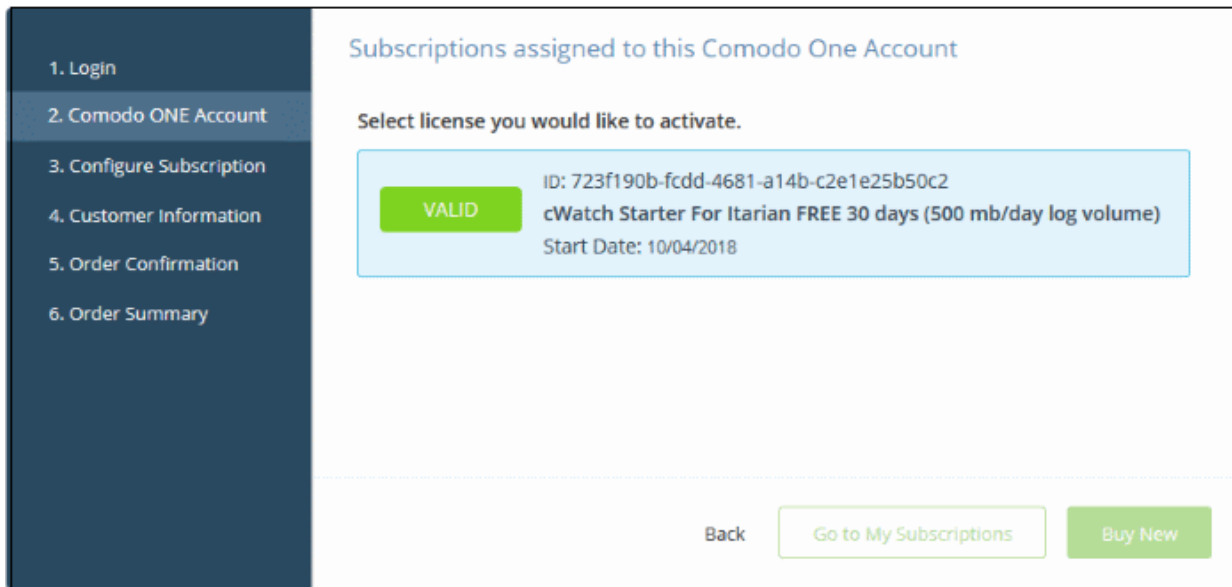 1. Login
2. Comodo ONE Account
3. Configure Subscription
4. Customer Information
5. Order Confirmation
6. Order Summary
Subscriptions assigned to this Comodo One Account
Select license you would like to activate.
VALID
ID: 723f190b-fcdd-4681-a14b-c2e1e25b50c2
cWatch Starter For Itarian FREE 30 days (500 mb/day log volume)
Start Date: 10/04/2018
Back
Go to My Subscriptions
Buy New